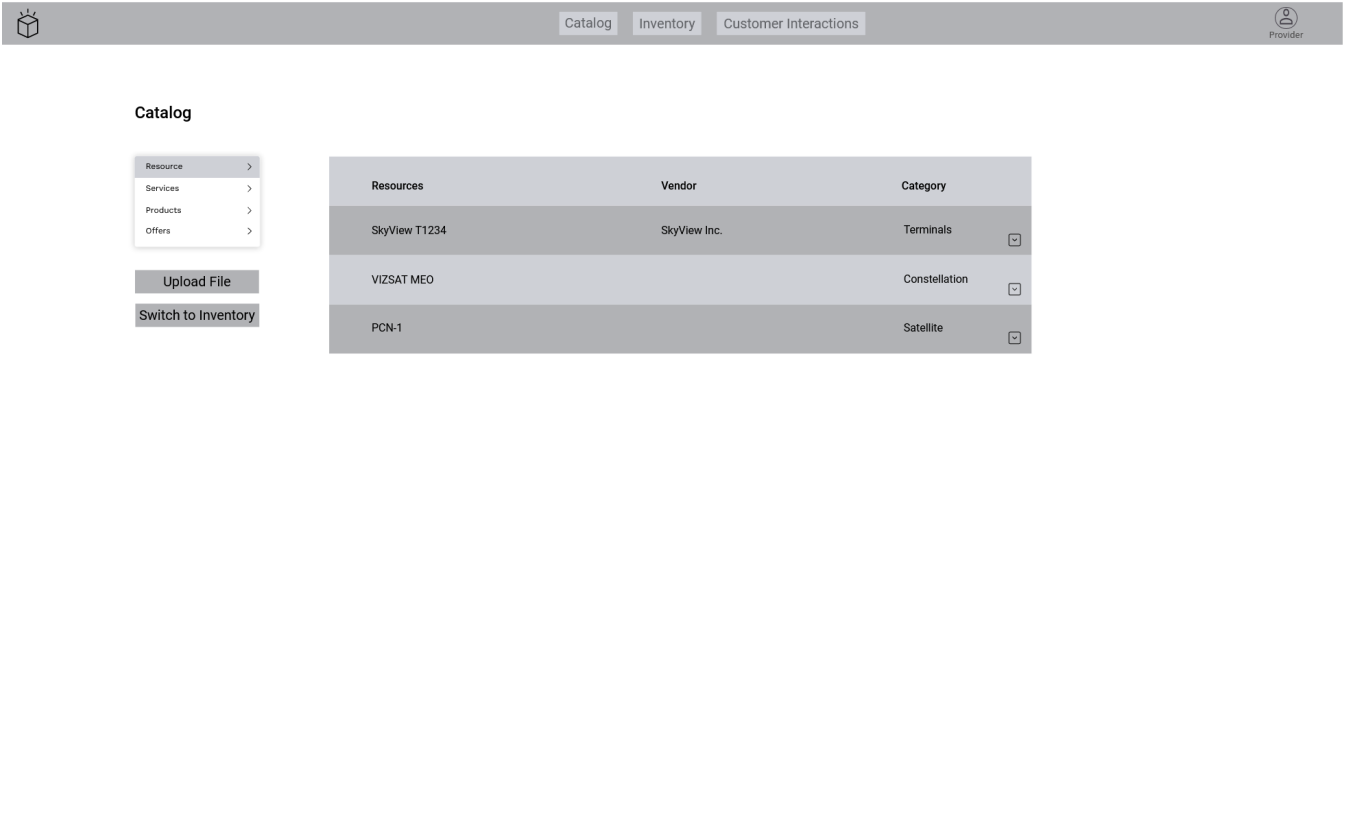 Catalog Inventory Customer Interactions
Provider
Catalog
Resource
Services
Products
Offers
Upload File
Switch to Inventory
Resources Vendor Category
SkyView T1234 SkyView Inc. Terminals
VIZSAT MEO Constellation
PCN-1 Satellite